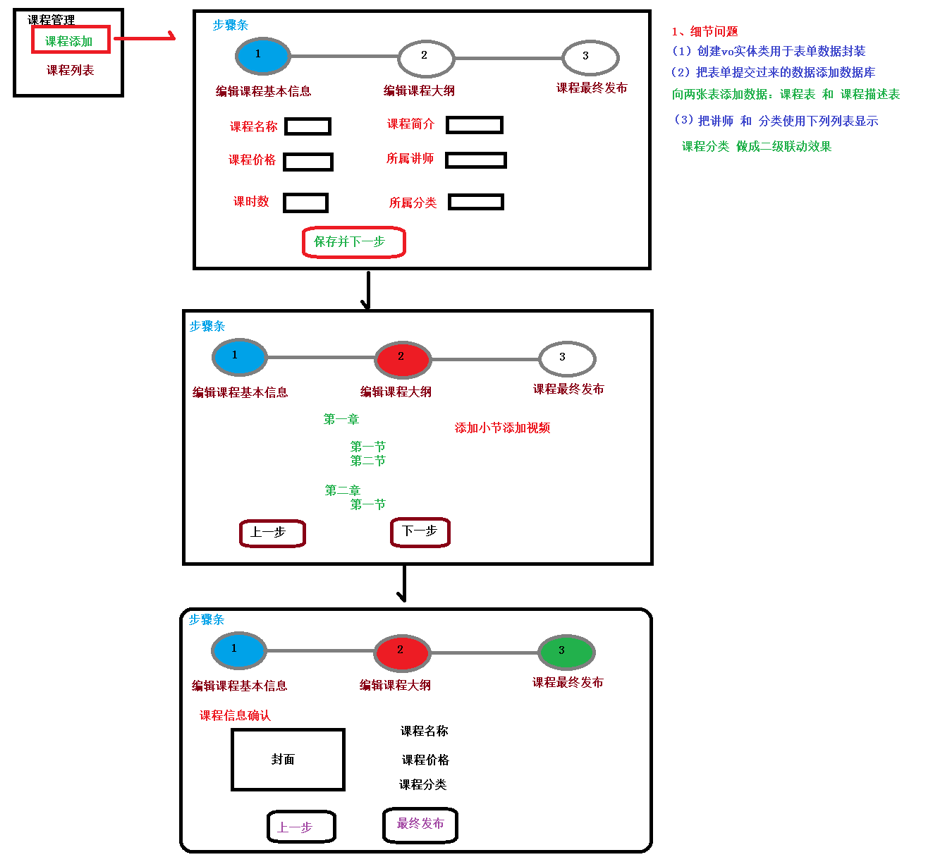 课程管理
课程添加
课程列表
步骤条
1
2
3
编辑课程基本信息
编辑课程大纲
课程最终发布
课程名称
课程简介
课程价格
所属讲师
课时数
所属分类
保存并下一步
1、细节问题
（1）创建vo实体类用于表单数据封装
（2）把表单提交过来的数据添加数据库
向两张表添加数据：课程表 和 课程描述表
（3）把讲师 和 分类使用下列列表显示
课程分类 做成二级联动效果
步骤条
1
2
3
编辑课程基本信息
编辑课程大纲
课程最终发布
第一章
添加小节添加视频
第一节
第二节
第二章
第一节
上一步
下一步
步骤条
1
2
3
编辑课程基本信息
编辑课程大纲
课程最终发布
课程信息确认
封面
课程名称
课程价格
课程分类
上一步
最终发布